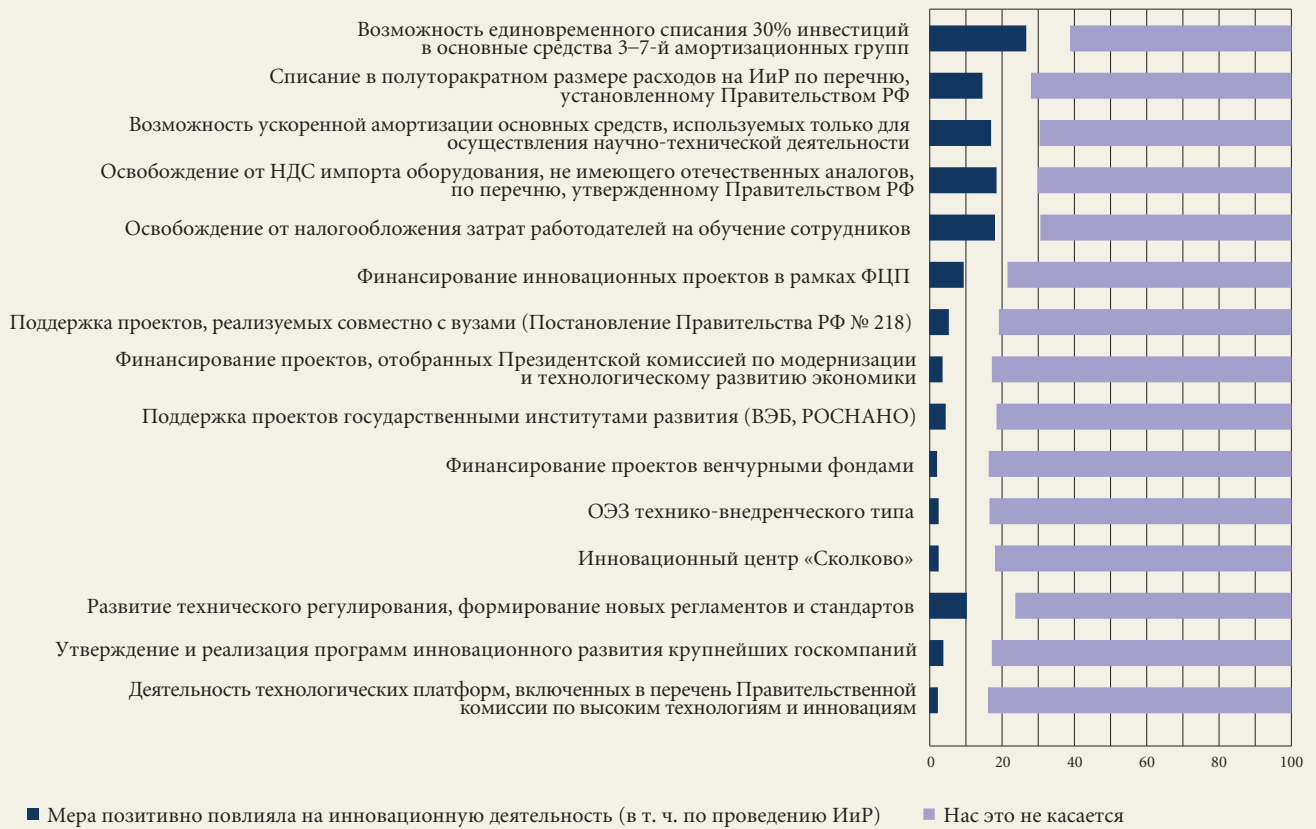 Возможность единовременного списания 30% инвестиций
в основные средства 3–7-й амортизационных групп
Списание в полуторакратном размере расходов на ИиР по перечню,
установленному Правительством РФ
Возможность ускоренной амортизации основных средств, используемых только для
осуществления научно-технической деятельности
Освобождение от НДС импорта оборудования, не имеющего отечественных аналогов,
по перечню, утвержденному Правительством РФ
Освобождение от налогообложения затрат работодателей на обучение сотрудников
Финансирование инновационных проектов в рамках ФЦП
Поддержка проектов, реализуемых совместно с вузами (Постановление Правительства РФ № 218)
Финансирование проектов, отобранных Президентской комиссией по модернизации
и технологическому развитию экономики
Поддержка проектов государственными институтами развития (ВЭБ, РОСНАНО)
Финансирование проектов венчурными фондами
ОЭЗ технико-внедренческого типа
Инновационный центр «Сколково»
Развитие технического регулирования, формирование новых регламентов и стандартов
Утверждение и реализация программ инновационного развития крупнейших госкомпаний
Деятельность технологических платформ, включенных в перечень Правительственной
комиссии по высоким технологиям и инновациям
0 20 40 60 80 100
Мера позитивно повлияла на инновационную деятельность (в т. ч. по проведению ИиР) Нас это не касается